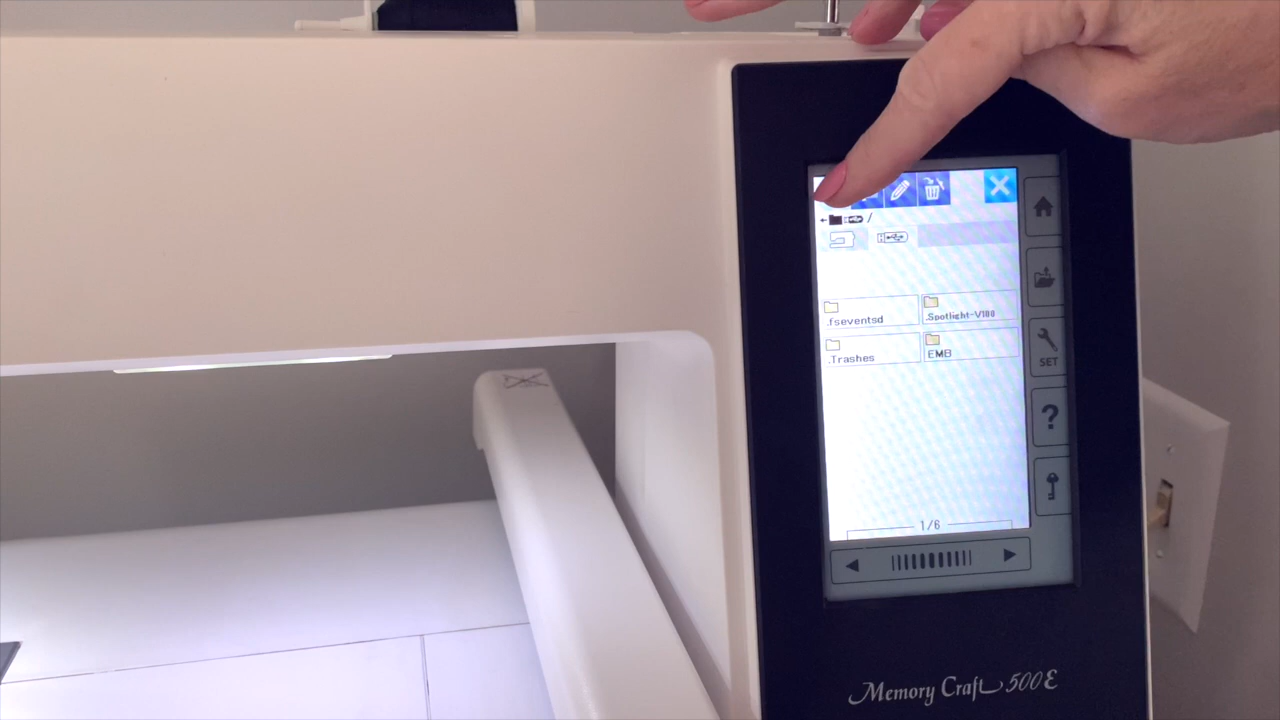 /
.fseventsd
.Spotlight-V100
.Trashes
EMB
SET
?
1/6
Memory Craft 500E